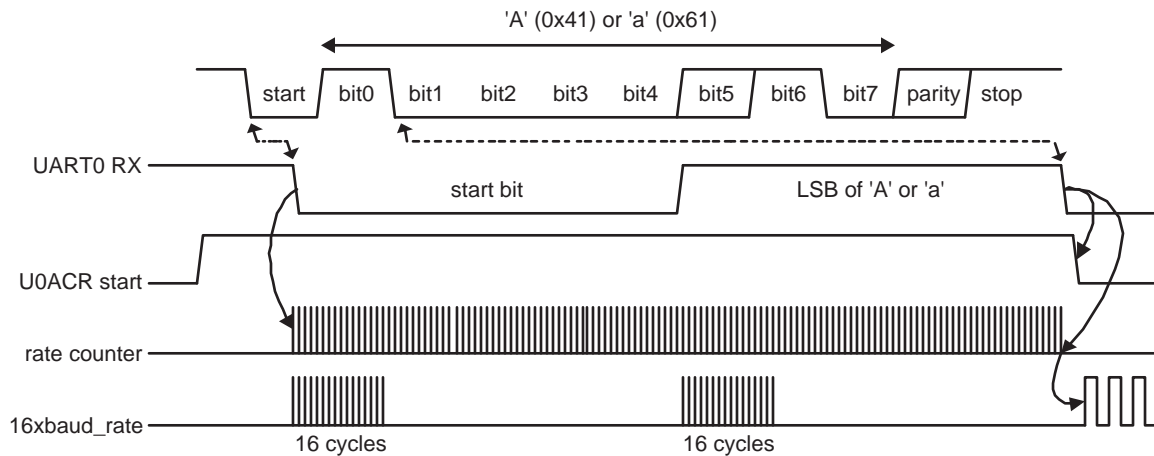 'A' (0x41) or 'a' (0x61)
start bit0 bit1 bit2 bit3 bit4 bit5 bit6 bit7 parity stop
UART0 RX
start bit LSB of 'A' or 'a'
U0ACR start
rate counter
16xbaud_rate
16 cycles 16 cycles